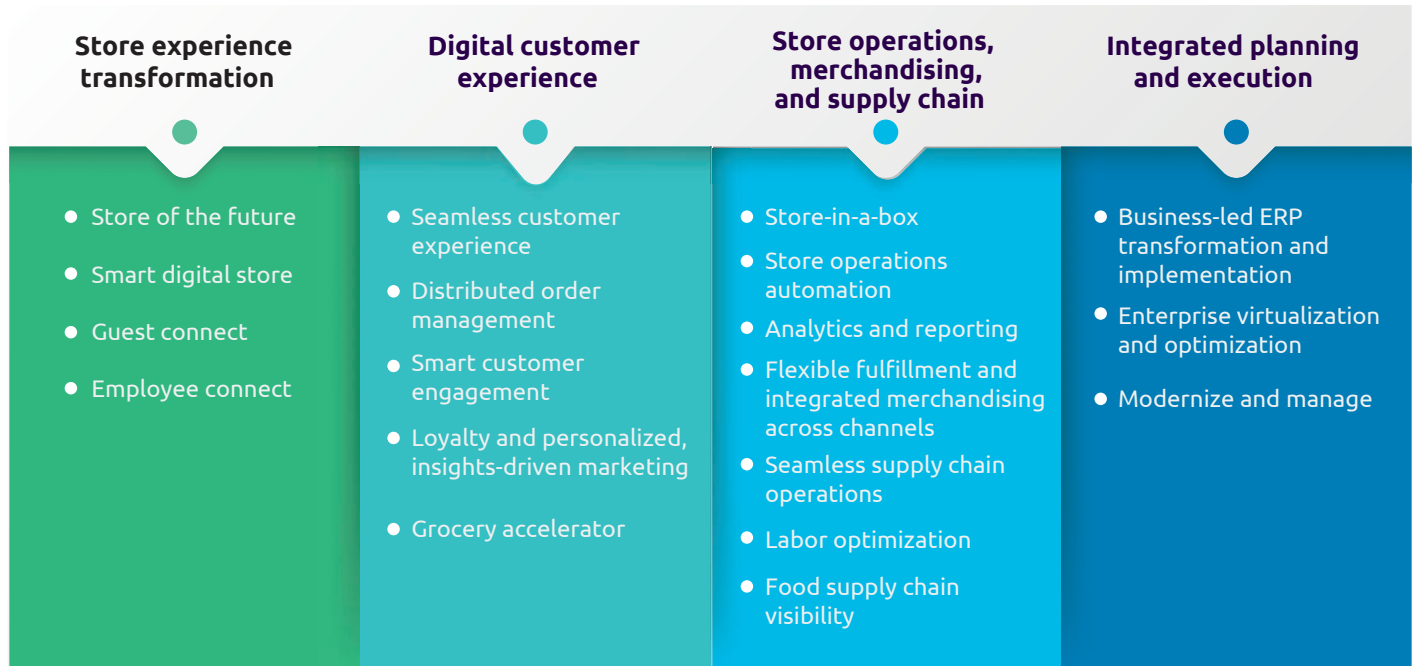 Store experience
transformation
Store of the future
Smart digital store
Guest connect
Employee connect
Digital customer
experience
Seamless customer
experience
Distributed order
management
Smart customer
engagement
Loyalty and personalized,
insights-driven marketing
Grocery accelerator
Store operations,
merchandising,
and supply chain
Store-in-a-box
Store operations
automation
Analytics and reporting
Flexible fulfillment and
integrated merchandising
across channels
Seamless supply chain
operations
Labor optimization
Food supply chain
visibility
Integrated planning
and execution
Business-led ERP
transformation and
implementation
Enterprise virtualization
and optimization
Modernize and manage